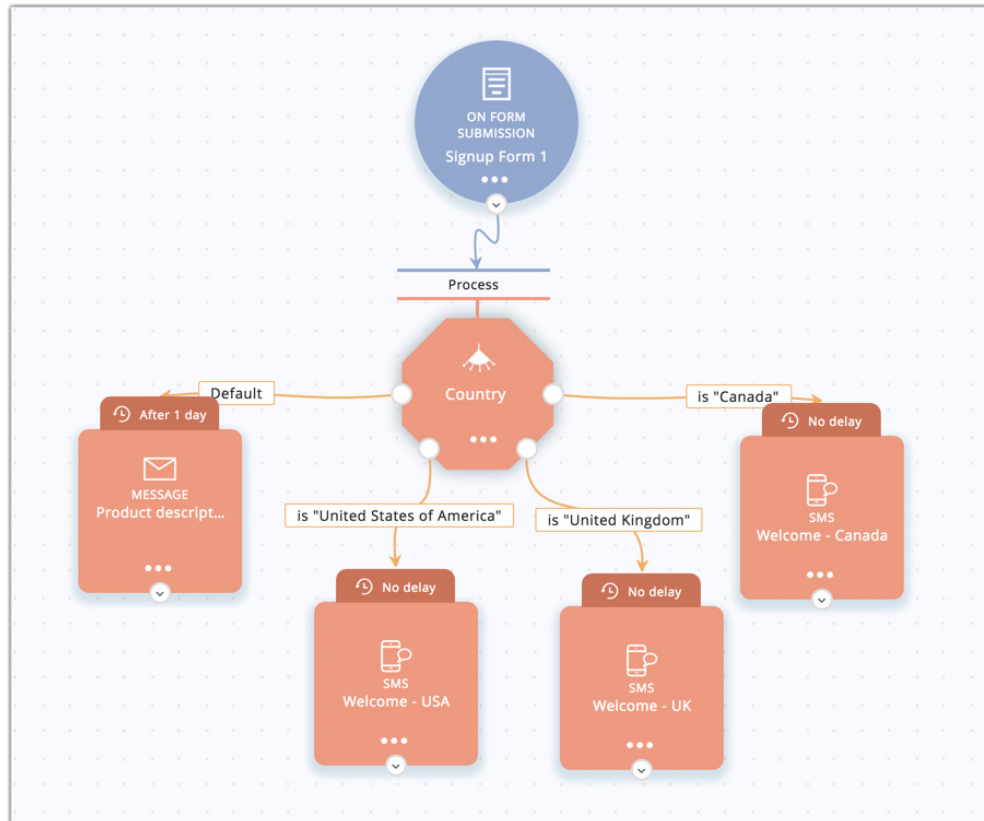 ON FORM
SUBMISSION
Signup Form 1
Process
Country
Default
is "Canada"
After 1 day
MESSAGE
Product descript...
No delay
SMS
Welcome - Canada
is "United States of America"
is "United Kingdom"
No delay
SMS
Welcome - USA
No delay
SMS
Welcome - UK